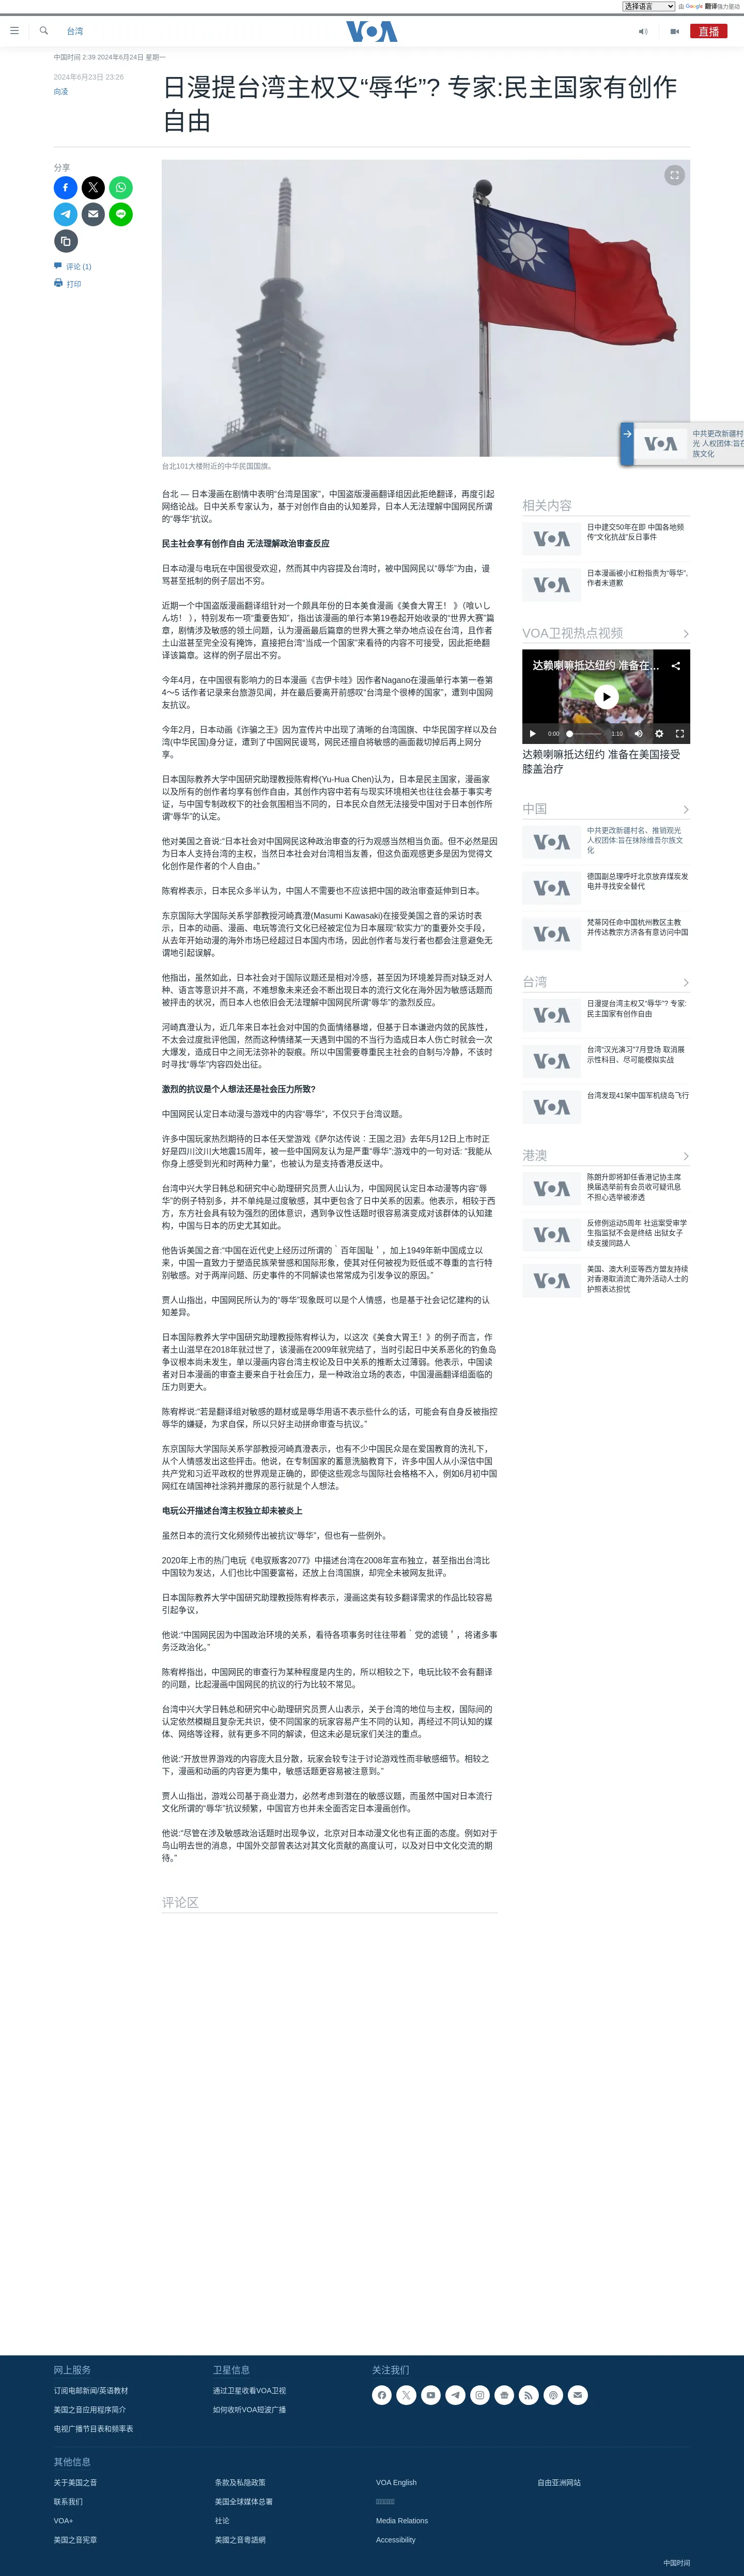 选择语言 由 Google 翻译强力驱动
台湾
VOA
直播
中国时间 2:39 2024年6月24日 星期一
2024年6月23日 23:26
向凌
日漫提台湾主权又“辱华”? 专家:民主国家有创作
自由
分享
评论 (1)
打印
台北101大楼附近的中华民国国旗。
中共更改新疆村
光 人权团体:旨在
族文化
台北 — 日本漫画在剧情中表明“台湾是国家”，中国盗版漫画翻译组因此拒绝翻译，再度引起
网络论战。日中关系专家认为，基于对创作自由的认知差异，日本人无法理解中国网民所谓
的“辱华”抗议。
民主社会享有创作自由 无法理解政治审查反应
日本动漫与电玩在中国很受欢迎，然而其中内容提及台湾时，被中国网民以“辱华”为由，谩
骂甚至抵制的例子层出不穷。
近期一个中国盗版漫画翻译组针对一个颇具年份的日本美食漫画《美食大胃王！ 》（喰いし
ん坊！ ），特别发布一项“重要告知”，指出该漫画的单行本第19卷起开始收录的“世界大赛”篇
章，剧情涉及敏感的领土问题，认为漫画最后篇章的世界大赛之举办地点设在台湾，且作者
土山滋甚至完全没有掩饰，直接把台湾“当成一个国家”来看待的内容不可接受，因此拒绝翻
译该篇章。这样的例子层出不穷。
今年4月，在中国很有影响力的日本漫画《吉伊卡哇》因作者Nagano在漫画单行本第一卷第
4～5 话作者记录来台旅游见闻，并在最后要离开前感叹“台湾是个很棒的国家”，遭到中国网
友抗议。
今年2月，日本动画《诈骗之王》因为宣传片中出现了清晰的台湾国旗、中华民国字样以及台
湾(中华民国)身分证，遭到了中国网民谩骂，网民还擅自将敏感的画面裁切掉后再上网分
享。
日本国际教养大学中国研究助理教授陈宥桦(Yu-Hua Chen)认为，日本是民主国家，漫画家
以及所有的创作者均享有创作自由，其创作内容中若有与现实环境相关也往往会基于事实考
证，与中国专制政权下的社会氛围相当不同的，日本民众自然无法接受中国对于日本创作所
谓“辱华”的认定。
他对美国之音说:“日本社会对中国网民这种政治审查的行为观感当然相当负面。但不必然是因
为日本人支持台湾的主权，当然日本社会对台湾相当友善，但这负面观感更多是因为觉得文
化创作是作者的个人自由。”
陈宥桦表示，日本民众多半认为，中国人不需要也不应该把中国的政治审查延伸到日本。
东京国际大学国际关系学部教授河崎真澄(Masumi Kawasaki)在接受美国之音的采访时表
示，日本的动画、漫画、电玩等流行文化已经被定位为日本展现“软实力”的重要外交手段，
从去年开始动漫的海外市场已经超过日本国内市场，因此创作者与发行者也都会注意避免无
谓地引起误解。
他指出，虽然如此，日本社会对于国际议题还是相对冷感，甚至因为环境差异而对缺乏对人
种、语言等意识并不高，不难想象未来还会不断出现日本的流行文化在海外因为敏感话题而
被抨击的状况，而日本人也依旧会无法理解中国网民所谓“辱华”的激烈反应。
河崎真澄认为，近几年来日本社会对中国的负面情绪暴增，但基于日本谦逊内敛的民族性，
不太会过度批评他国，然而这种情绪某一天遇到中国的不当行为造成日本人伤亡时就会一次
大爆发，造成日中之间无法弥补的裂痕。所以中国需要尊重民主社会的自制与冷静，不该时
时寻找“辱华”内容四处出征。
激烈的抗议是个人想法还是社会压力所致?
中国网民认定日本动漫与游戏中的内容“辱华”，不仅只于台湾议题。
许多中国玩家热烈期待的日本任天堂游戏《萨尔达传说︰王国之泪》去年5月12日上市时正
好是四川汶川大地震15周年，被一些中国网友认为是严重“辱华”;游戏中的一句对话: “我能从
你身上感受到光和时两种力量”，也被认为是支持香港反送中。
台湾中兴大学日韩总和研究中心助理研究员贾人山认为，中国网民认定日本动漫等内容“辱
华”的例子特别多，并不单纯是过度敏感，其中更包含了日中关系的因素。他表示，相较于西
方，东方社会具有较为强烈的团体意识，遇到争议性话题时很容易演变成对该群体的认知建
构，中国与日本的历史尤其如此。
他告诉美国之音:“中国在近代史上经历过所谓的｀百年国耻＇，加上1949年新中国成立以
来，中国一直致力于塑造民族荣誉感和国际形象，使其对任何被视为贬低或不尊重的言行特
别敏感。对于两岸问题、历史事件的不同解读也常常成为引发争议的原因。”
贾人山指出，中国网民所认为的“辱华”现象既可以是个人情感，也是基于社会记忆建构的认
知差异。
日本国际教养大学中国研究助理教授陈宥桦认为，以这次《美食大胃王！》的例子而言，作
者土山滋早在2018年就过世了，该漫画在2009年就完结了，当时引起日中关系恶化的钓鱼岛
争议根本尚未发生，单以漫画内容台湾主权论及日中关系的推断太过薄弱。他表示，中国读
者对日本漫画的审查主要来自于社会压力，是一种政治立场的表态，中国漫画翻译组面临的
压力则更大。
陈宥桦说:“若是翻译组对敏感的题材或是辱华用语不表示些什么的话，可能会有自身反被指控
辱华的嫌疑，为求自保，所以只好主动拼命审查与抗议。”
东京国际大学国际关系学部教授河崎真澄表示，也有不少中国民众是在爱国教育的洗礼下，
从个人情感发出这些抨击。他说，在专制国家的蓄意洗脑教育下，许多中国人从小深信中国
共产党和习近平政权的世界观是正确的，即使这些观念与国际社会格格不入，例如6月初中国
网红在靖国神社涂鸦并撒尿的恶行就是个人想法。
电玩公开描述台湾主权独立却未被炎上
虽然日本的流行文化频频传出被抗议“辱华”，但也有一些例外。
2020年上市的热门电玩《电驭叛客2077》中描述台湾在2008年宣布独立，甚至指出台湾比
中国较为发达，人们也比中国要富裕，还放上台湾国旗，却完全未被网友批评。
日本国际教养大学中国研究助理教授陈宥桦表示，漫画这类有较多翻译需求的作品比较容易
引起争议，
他说:“中国网民因为中国政治环境的关系，看待各项事务时往往带着｀党的滤镜＇，将诸多事
务泛政治化。”
陈宥桦指出，中国网民的审查行为某种程度是内生的，所以相较之下，电玩比较不会有翻译
的问题，比起漫画中国网民的抗议的行为比较不常见。
台湾中兴大学日韩总和研究中心助理研究员贾人山表示，关于台湾的地位与主权，国际间的
认定依然模糊且复杂无共识，使不同国家的玩家容易产生不同的认知，再经过不同认知的媒
体、网络等诠释，就有更多不同的解读，但这未必是玩家们关注的重点。
他说:“开放世界游戏的内容庞大且分散，玩家会较专注于讨论游戏性而非敏感细节。相较之
下，漫画和动画的内容更为集中，敏感话题更容易被注意到。”
贾人山指出，游戏公司基于商业潜力，必然考虑到潜在的敏感议题，而虽然中国对日本流行
文化所谓的“辱华”抗议频繁，中国官方也并未全面否定日本漫画创作。
他说:“尽管在涉及敏感政治话题时出现争议，北京对日本动漫文化也有正面的态度。例如对于
鸟山明去世的消息，中国外交部曾表达对其文化贡献的高度认可，以及对日中文化交流的期
待。”
评论区
相关内容
VOA 日中建交50年在即 中国各地频
传“文化抗战”反日事件
VOA 日本漫画被小红粉指责为“辱华”,
作者未道歉
VOA卫视热点视频
达赖喇嘛抵达纽约 准备在…
0:00 1:10
达赖喇嘛抵达纽约 准备在美国接受
膝盖治疗
中国
VOA 中共更改新疆村名、推销观光
人权团体:旨在抹除维吾尔族文
化
VOA 德国副总理呼吁北京放弃煤炭发
电并寻找安全替代
VOA 梵蒂冈任命中国杭州教区主教
并传达教宗方济各有意访问中国
台湾
VOA 日漫提台湾主权又“辱华”? 专家:
民主国家有创作自由
VOA 台湾“汉光演习”7月登场 取消展
示性科目、尽可能模拟实战
VOA 台湾发现41架中国军机绕岛飞行
港澳
VOA 陈朗升即将卸任香港记协主席
换届选举前有会员收可疑讯息
不担心选举被渗透
VOA 反修例运动5周年 社运案受审学
生指监狱不会是终结 出狱女子
续支援同路人
VOA 美国、澳大利亚等西方盟友持续
对香港取消流亡海外活动人士的
护照表达担忧
网上服务
订阅电邮新闻/英语教材
美国之音应用程序简介
电视广播节目表和频率表
卫星信息
通过卫星收看VOA卫视
如何收听VOA短波广播
关注我们
其他信息
关于美国之音
联系我们
VOA+
美国之音宪章
条款及私隐政策
美国全球媒体总署
社论
美國之音粵語網
VOA English
Media Relations
Accessibility
自由亚洲网站
中国时间